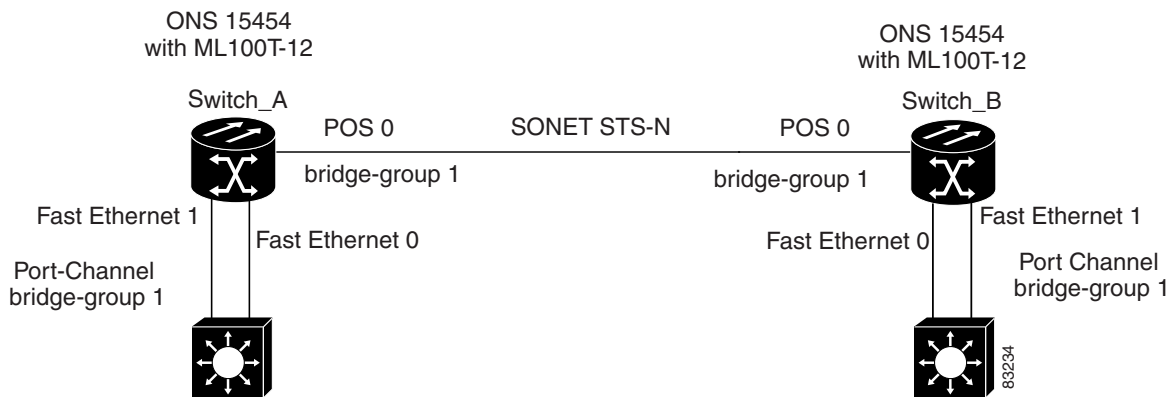 ONS 15454
with ML100T-12
ONS 15454
with ML100T-12
Switch_A
Switch_B
POS 0
SONET STS-N
POS 0
bridge-group 1
bridge-group 1
Fast Ethernet 1
Fast Ethernet 0
Fast Ethernet 0
Fast Ethernet 1
Port-Channel
bridge-group 1
Port Channel
bridge-group 1
83234